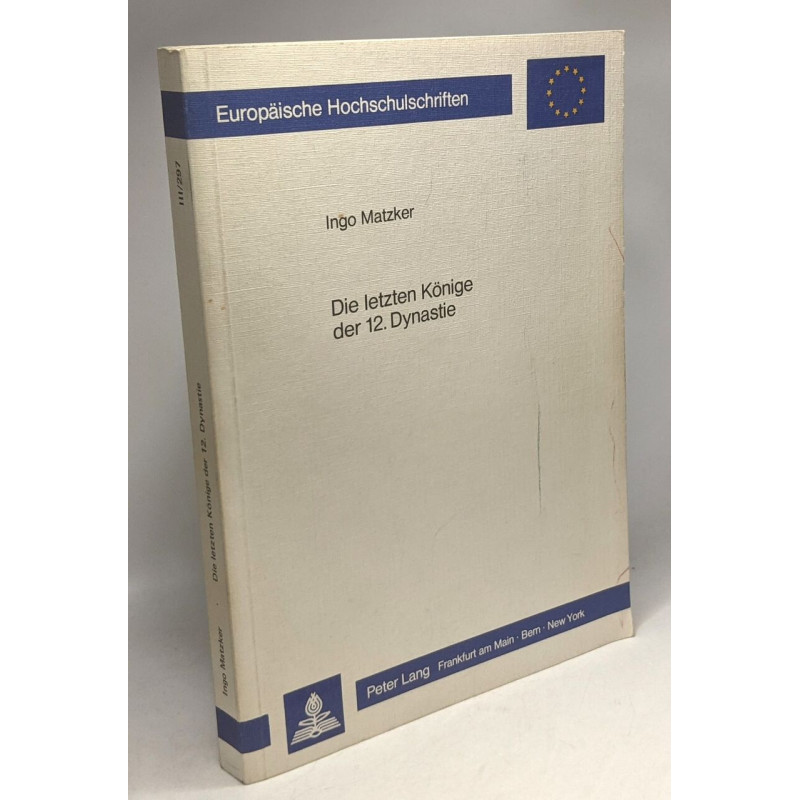 Europäische Hochschulschriften
Ingo Matzker
Die letzten Könige
der 12. Dynastie
Peter Lang Frankfurt am Main · Bern · New York
III/297
Die letzten Könige der 12. Dynastie
Ingo Matzker